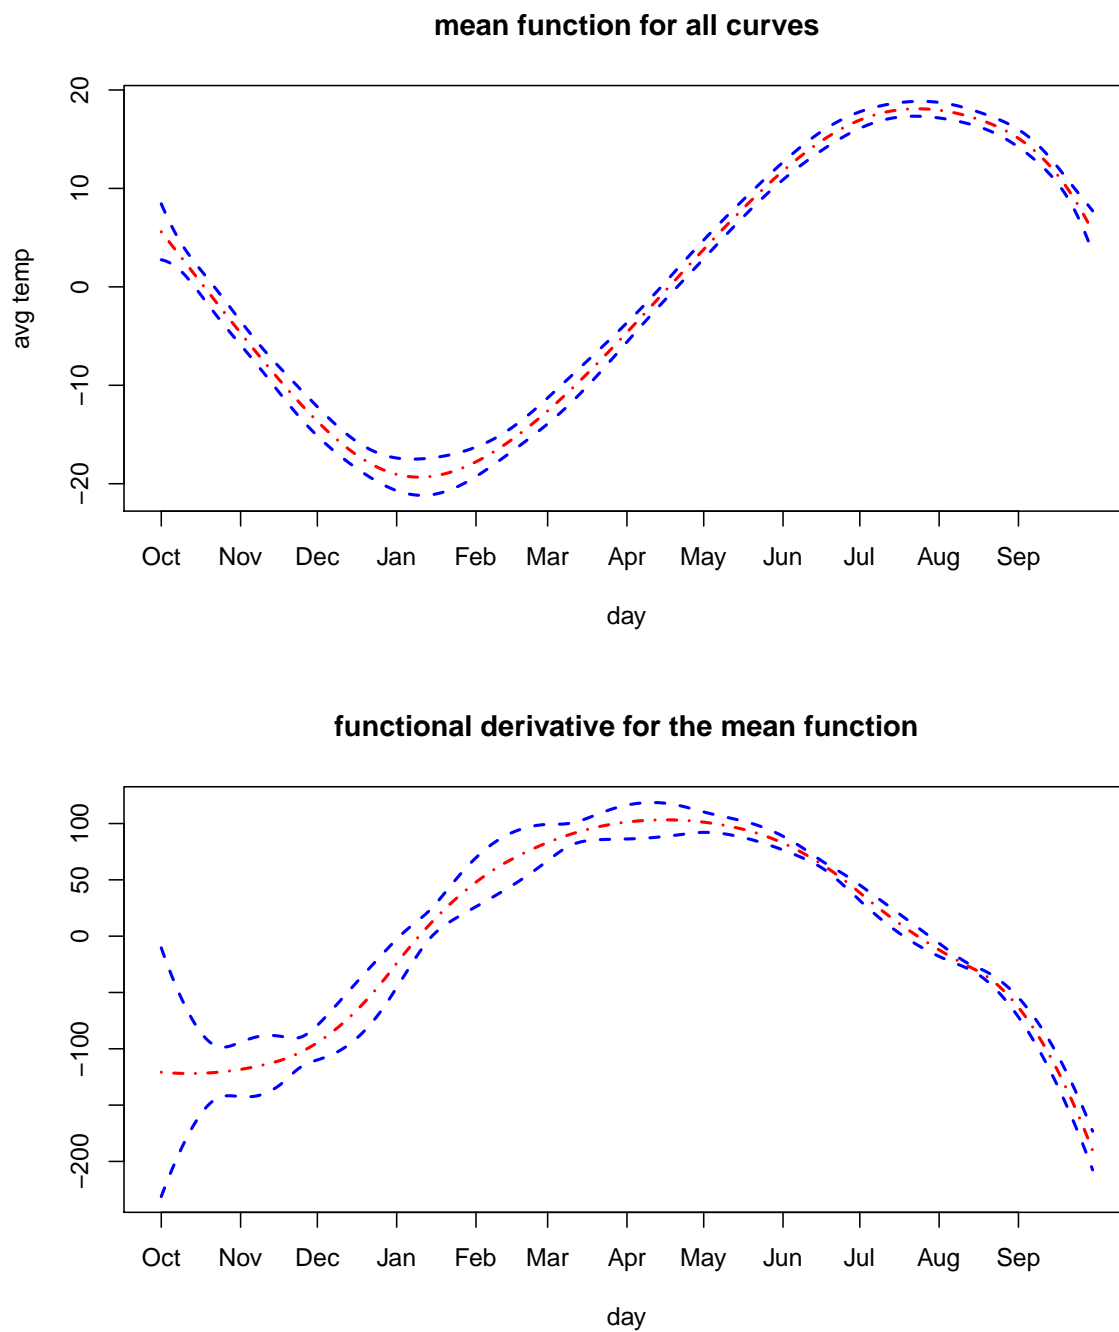 mean function for all curves
20
10
0
−10
−20
avg temp
Oct Nov Dec Jan Feb Mar Apr May Jun Jul Aug Sep
day
functional derivative for the mean function
100
50
0
−100
−200
Oct Nov Dec Jan Feb Mar Apr May Jun Jul Aug Sep
day